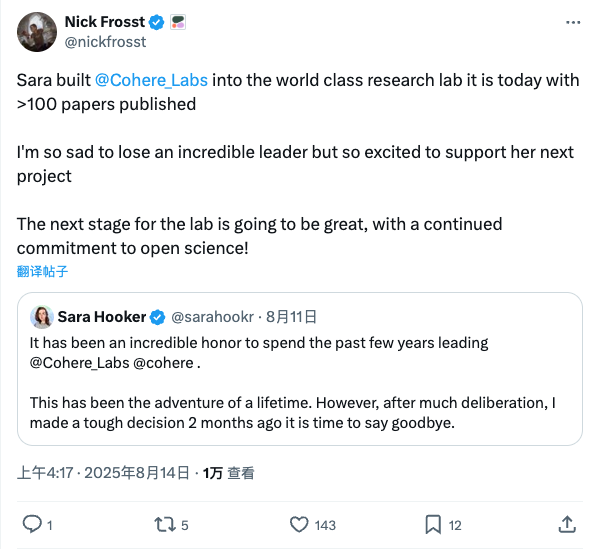 Nick Frosst
@nickfrosst
Sara built @Cohere_Labs into the world class research lab it is today with
>100 papers published
I'm so sad to lose an incredible leader but so excited to support her next
project
The next stage for the lab is going to be great, with a continued
commitment to open science!
翻译帖子
Sara Hooker @sarahookr · 8月11日
It has been an incredible honor to spend the past few years leading
@Cohere_Labs @cohere .
This has been the adventure of a lifetime. However, after much deliberation, I
made a tough decision 2 months ago it is time to say goodbye.
上午4:17 · 2025年8月14日 · 1万 查看
1 5 143 12